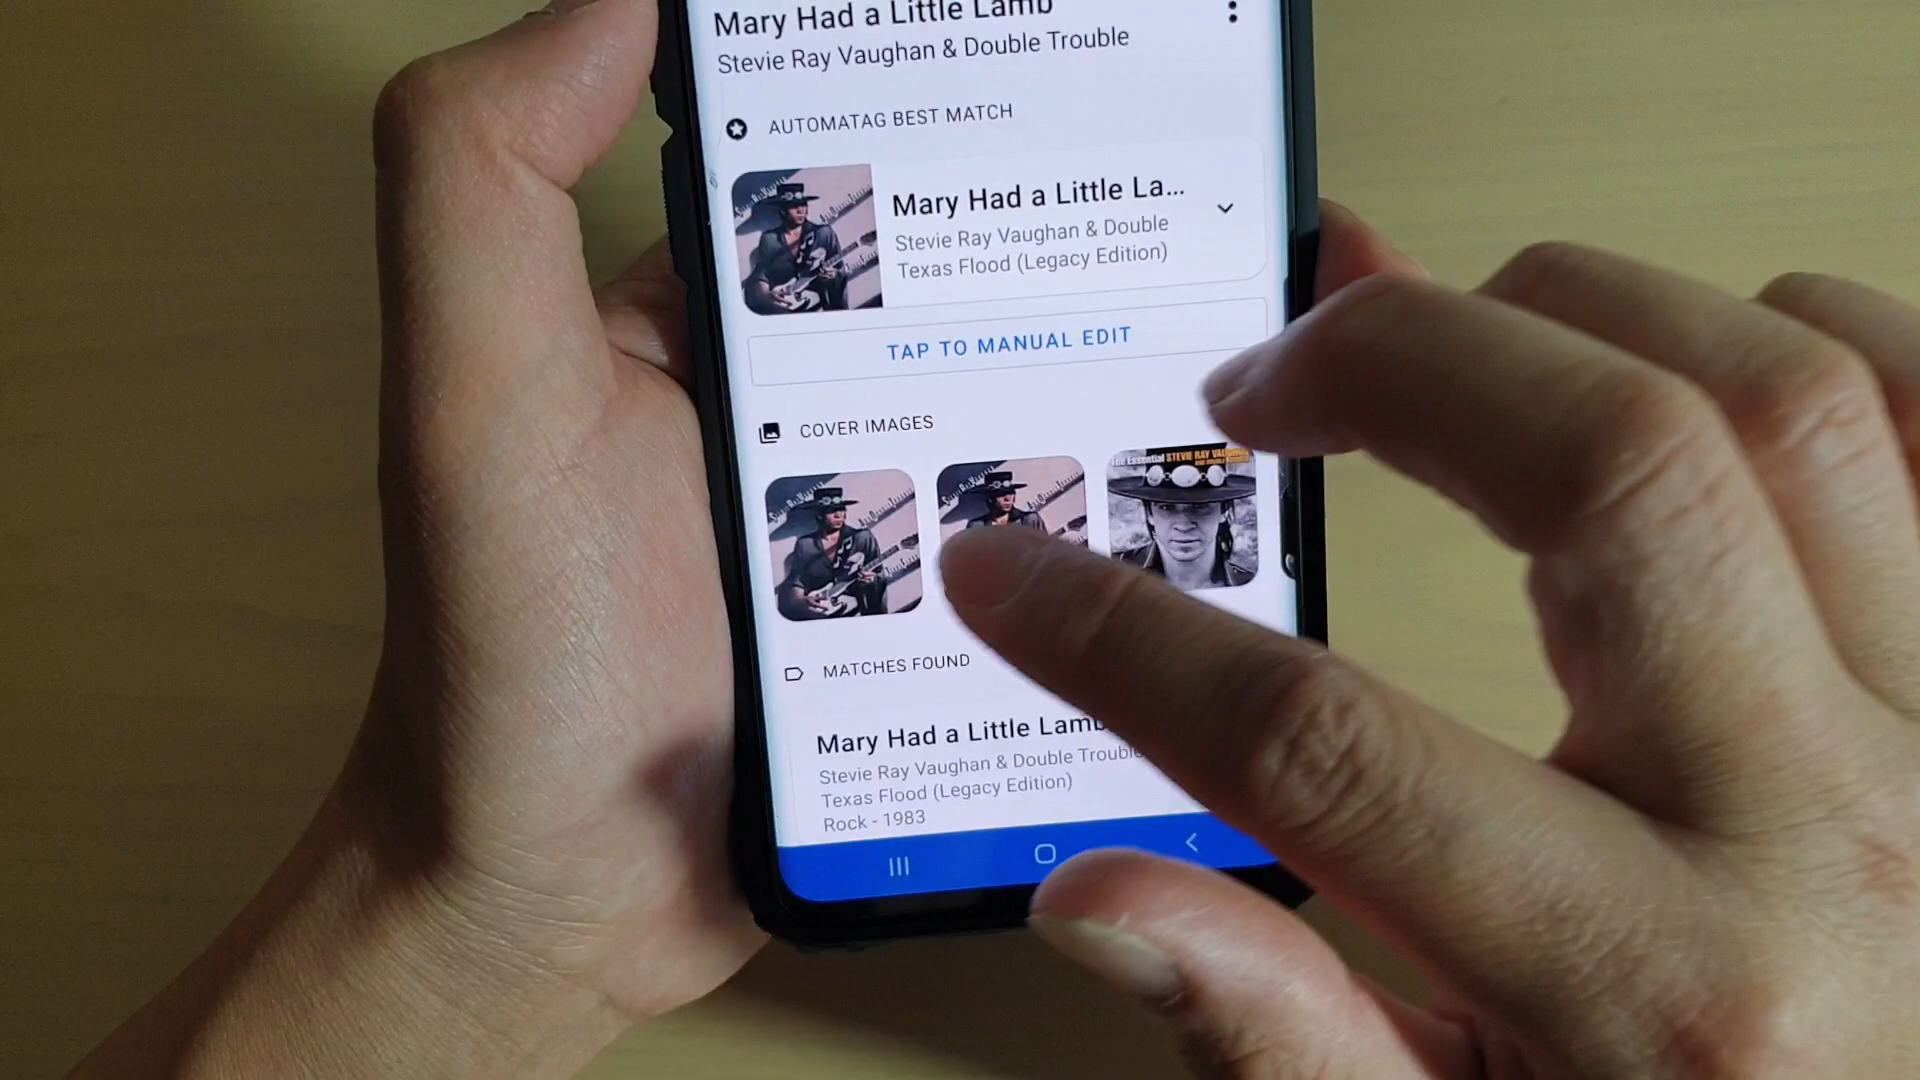 Mary Had a Little Lamb
Stevie Ray Vaughan & Double Trouble
AUTOMATAG BEST MATCH
Mary Had a Little La...
Stevie Ray Vaughan & Double
Texas Flood (Legacy Edition)
TAP TO MANUAL EDIT
COVER IMAGES
The Essential STEVIE RAY
MATCHES FOUND
Mary Had a Little Lamb
Stevie Ray Vaughan & Double Trouble
Texas Flood (Legacy Edition)
Rock - 1983